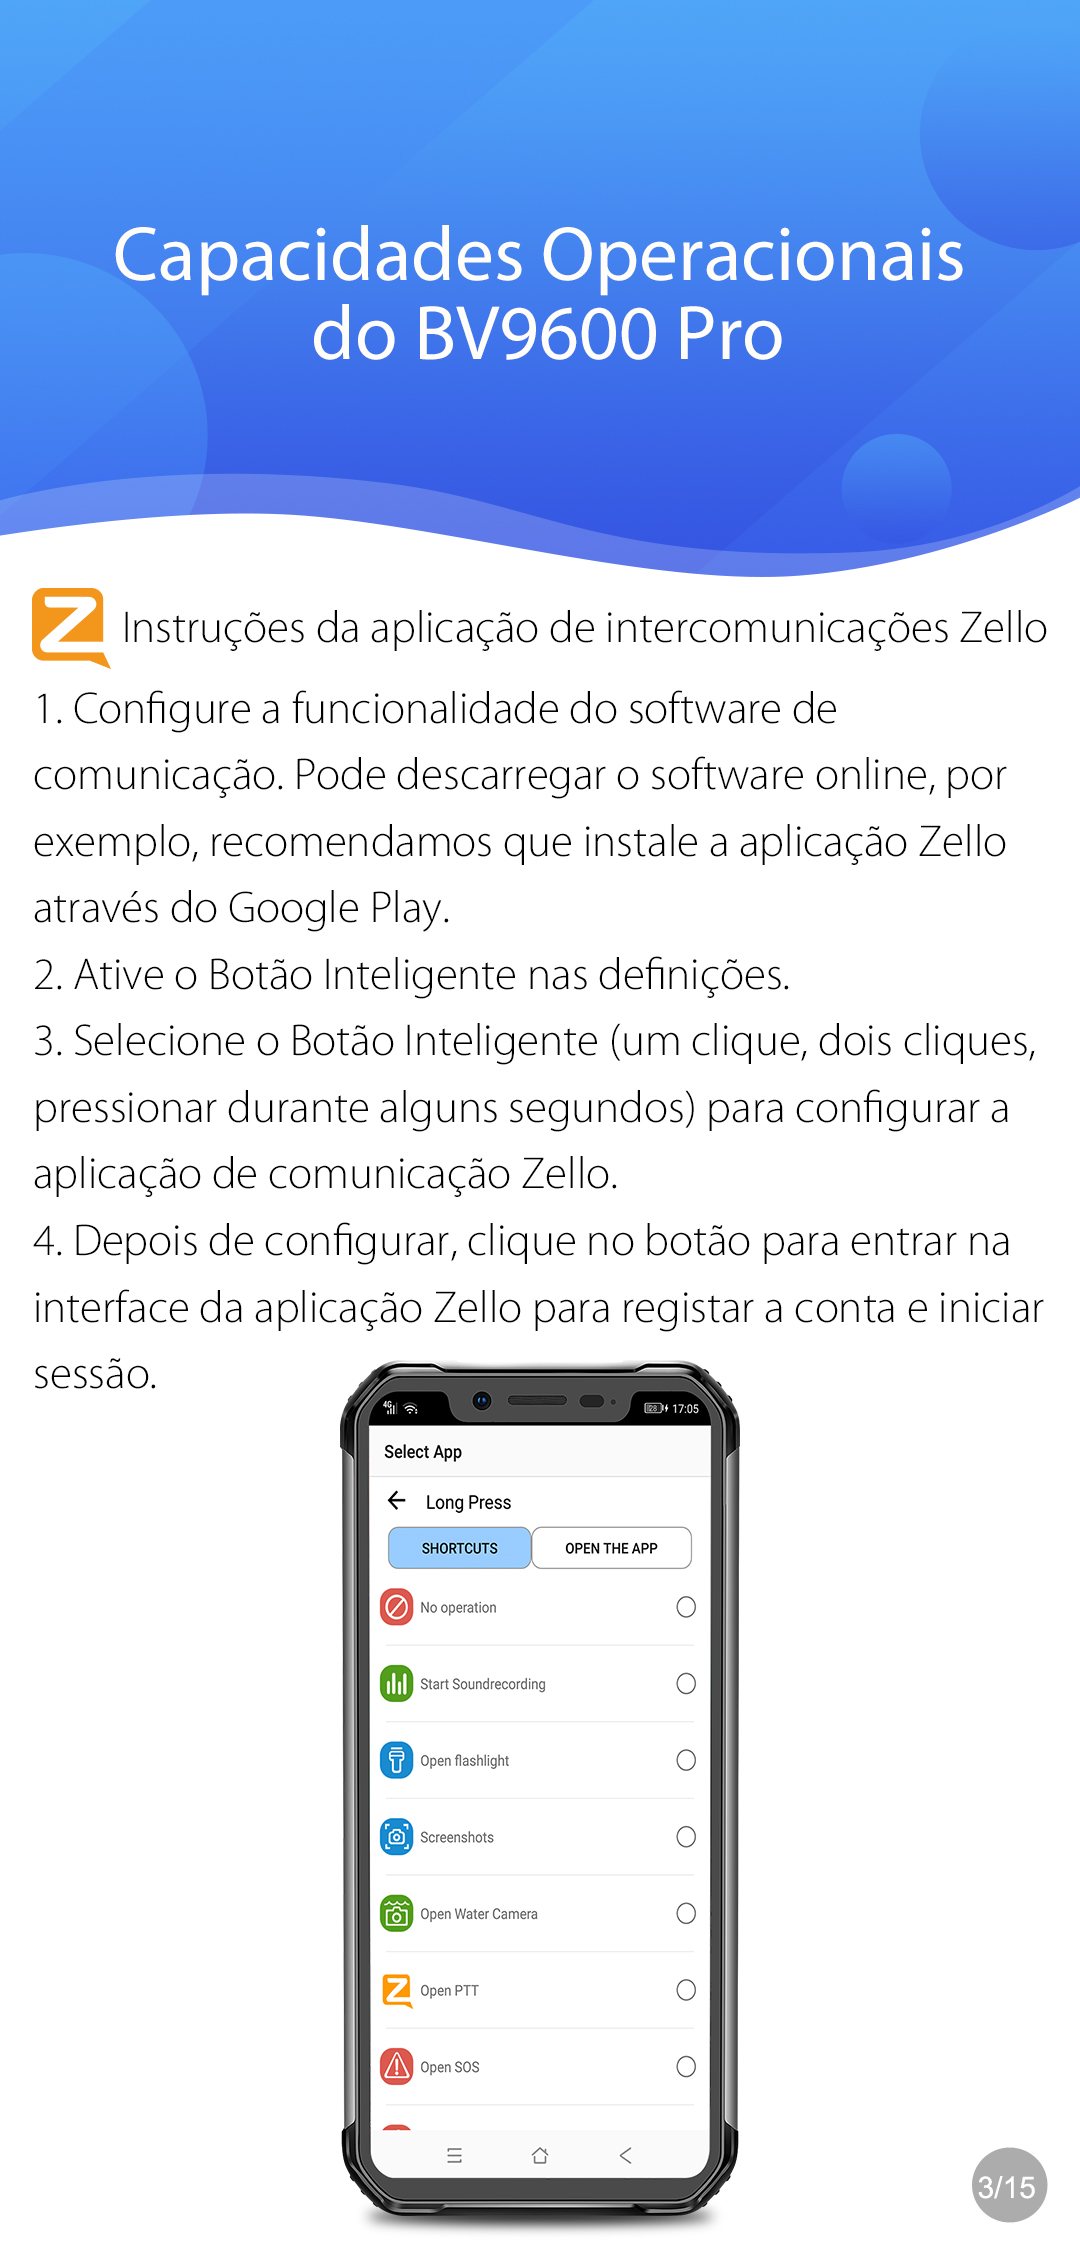 Capacidades Operacionais
do BV9600 Pro
Z Instruções da aplicação de intercomunicações Zello
1. Configure a funcionalidade do software de
comunicação. Pode descarregar o software online, por
exemplo, recomendamos que instale a aplicação Zello
através do Google Play.
2. Ative o Botão Inteligente nas definições.
3. Selecione o Botão Inteligente (um clique, dois cliques,
pressionar durante alguns segundos) para configurar a
aplicação de comunicação Zello.
4. Depois de configurar, clique no botão para entrar na
interface da aplicação Zello para registar a conta e iniciar
sessão.
4G 17:05
Select App
Long Press
SHORTCUTS OPEN THE APP
No operation
Start Soundrecording
Open flashlight
Screenshots
Open Water Camera
Z Open PTT
Open SOS
3/15